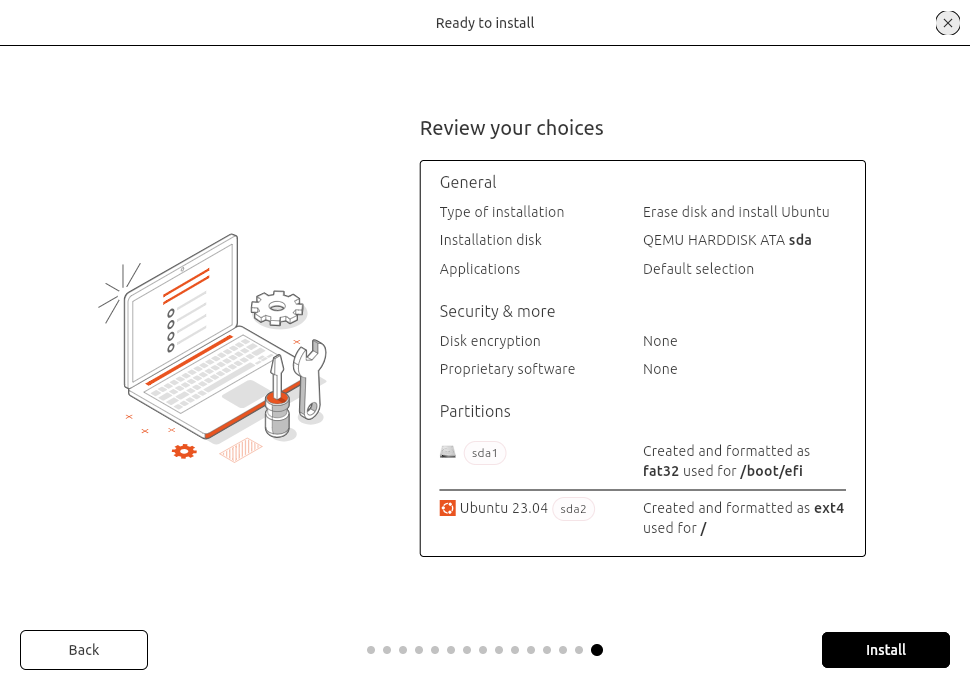 Ready to install
Review your choices
General
Type of installation Erase disk and install Ubuntu
Installation disk QEMU HARDDISK ATA sda
Applications Default selection
Security & more
Disk encryption None
Proprietary software None
Partitions
sda1 Created and formatted as
fat32 used for /boot/efi
Ubuntu 23.04 sda2 Created and formatted as ext4
used for /
Back Install